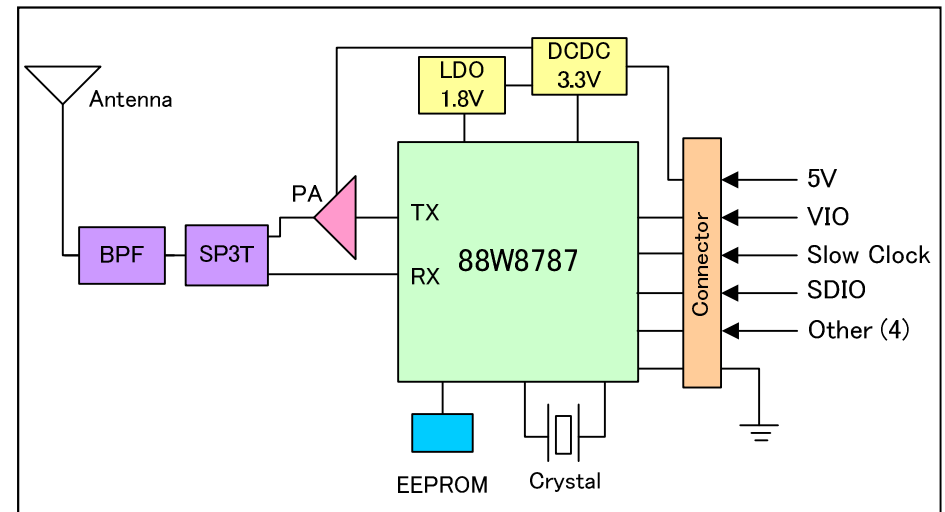 DCDC
3.3V
LDO
1.8V
Antenna
PA
TX
RX
88W8787
BPF
SP3T
Connector
5V
VIO
Slow Clock
SDIO
Other (4)
EEPROM
Crystal